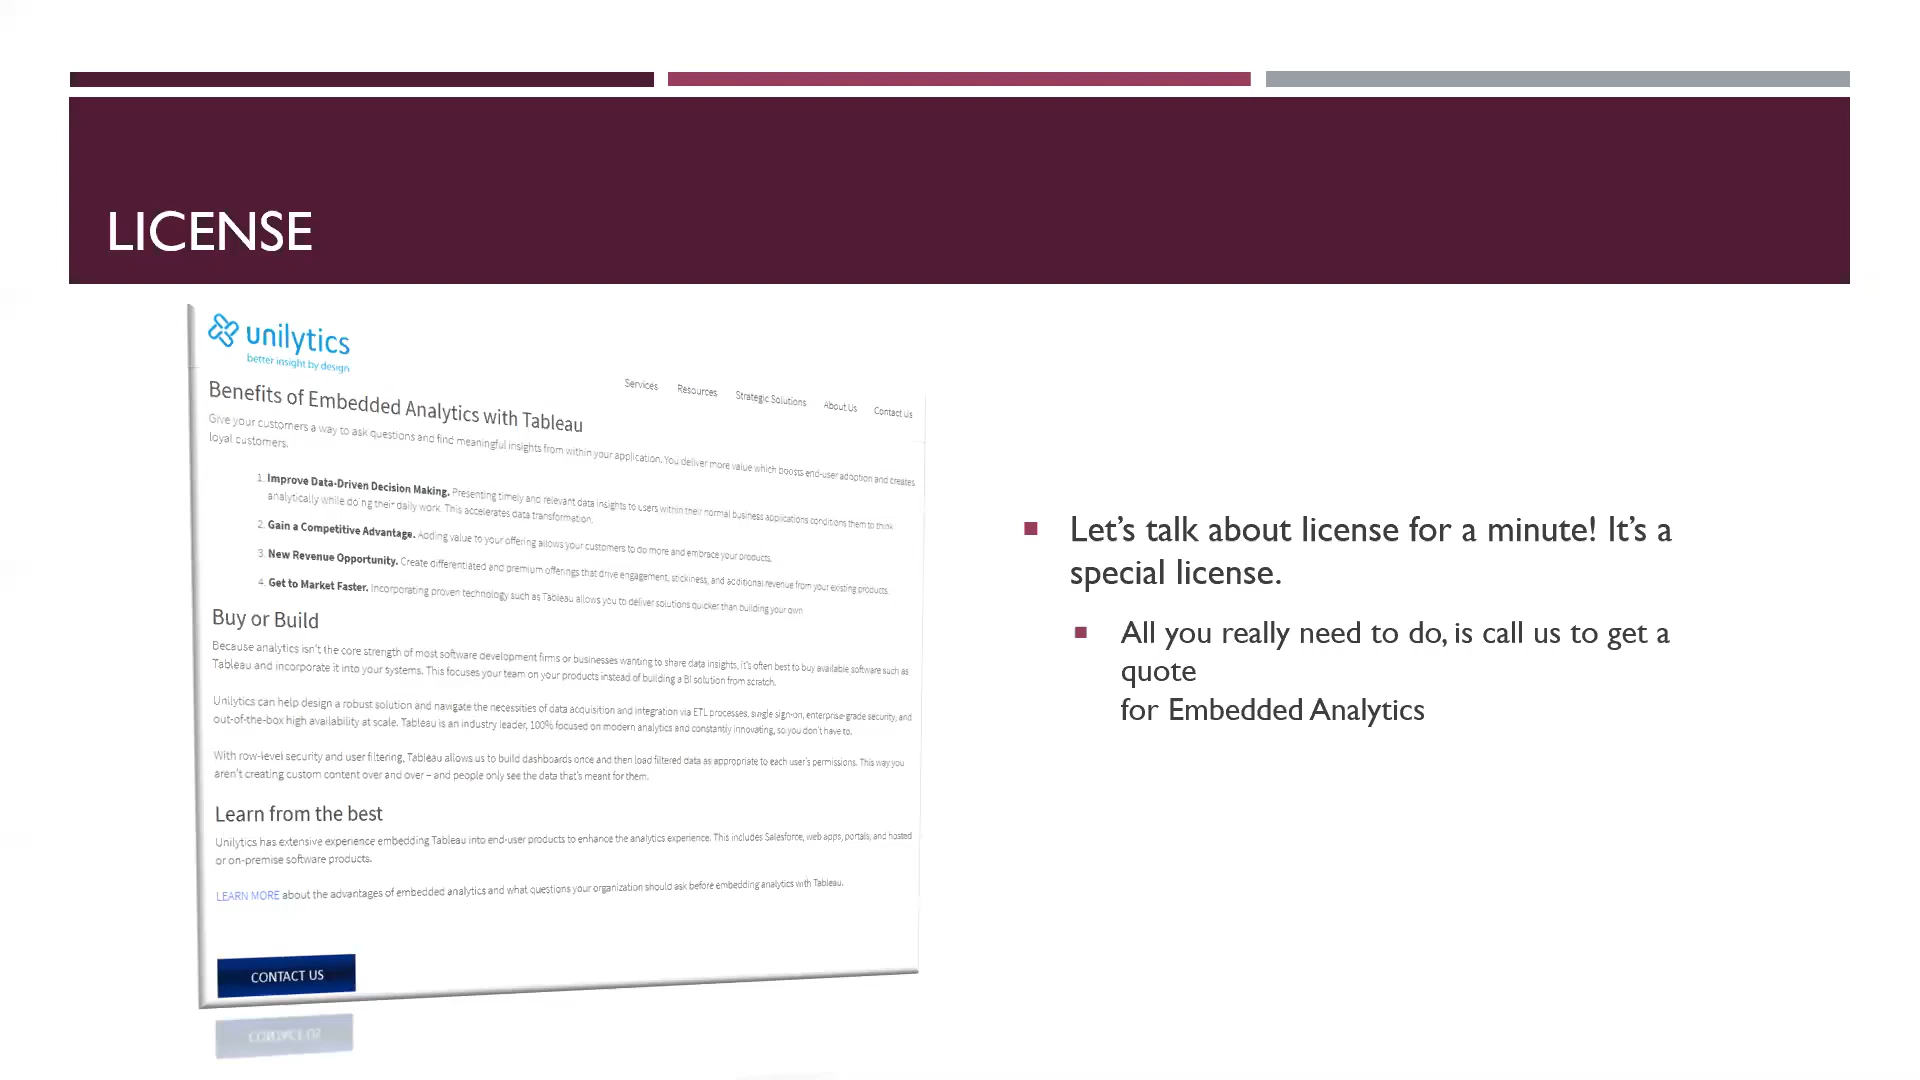 LICENSE
unilytics
better insight by design
Services Resources Strategic Solutions About Us Contact Us
Benefits of Embedded Analytics with Tableau
Give your customers a way to ask questions and find meaningful insights from within your application. You deliver more value which boosts end-user adoption and creates
loyal customers.
1. Improve Data-Driven Decision Making. Presenting timely and relevant data insights to users within their normal business applications conditions them to think
analytically while doing their daily work. This accelerates data transformation.
2. Gain a Competitive Advantage. Adding value to your offering allows your customers to do more and embrace your products.
3. New Revenue Opportunity. Create differentiated and premium offerings that drive engagement, stickiness, and additional revenue from your existing products.
4. Get to Market Faster. Incorporating proven technology such as Tableau allows you to deliver solutions quicker than building your own
Buy or Build
Because analytics isn't the core strength of most software development firms or businesses wanting to share data insights, it's often best to buy available software such as
Tableau and incorporate it into your systems. This focuses your team on your products instead of building a BI solution from scratch.
Unilytics can help design a robust solution and navigate the necessities of data acquisition and integration via ETL processes, single sign-on, enterprise-grade security, and
out-of-the-box high availability at scale. Tableau is an industry leader, 100% focused on modern analytics and constantly innovating, so you don't have to.
With row-level security and user filtering, Tableau allows us to build dashboards once and then load filtered data as appropriate to each user's permissions. This way you
aren't creating custom content over and over – and people only see the data that's meant for them.
Learn from the best
Unilytics has extensive experience embedding Tableau into end-user products to enhance the analytics experience. This includes Salesforce, web apps, portals, and hosted
or on-premise software products.
LEARN MORE about the advantages of embedded analytics and what questions your organization should ask before embedding analytics with Tableau.
CONTACT US
Let's talk about license for a minute! It's a
special license.
All you really need to do, is call us to get a
quote
for Embedded Analytics